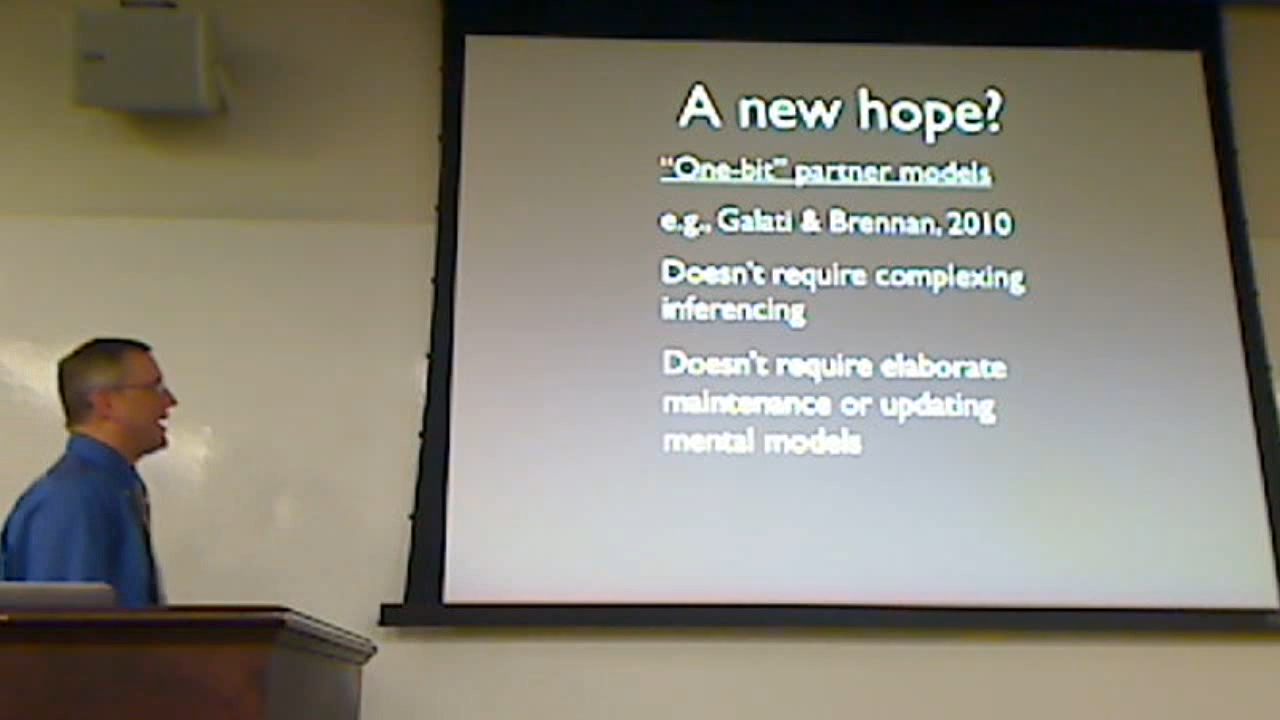 A new hope?
"One-bit" partner models
e.g., Galati & Brennan, 2010
Doesn't require complexing
inferencing
Doesn't require elaborate
maintenance or updating
mental models